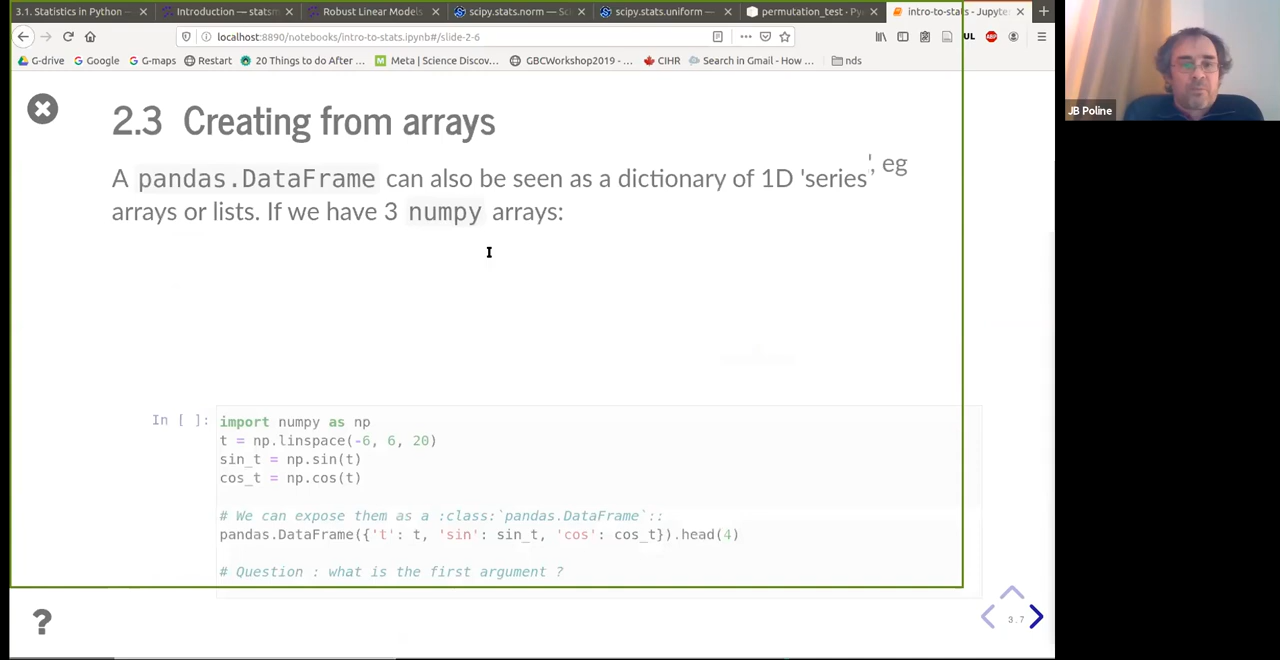 3.1. Statistics in Python —
Introduction — statsm
Robust Linear Models
scipy.stats.norm — Sc
scipy.stats.uniform —
permutation_test · Py
intro-to-stats - Jupyte
localhost:8890/notebooks/intro-to-stats.ipynb#/slide-2-6
G-drive
Google
G-maps
Restart
20 Things to do After ...
Meta | Science Discov...
GBCWorkshop2019 - ...
CIHR
Search in Gmail - How ...
nds
UL
ABP
JB Poline
2.3 Creating from arrays
A pandas.DataFrame can also be seen as a dictionary of 1D 'series', eg
arrays or lists. If we have 3 numpy arrays:
In [ ]:
import numpy as np
t = np.linspace(-6, 6, 20)
sin_t = np.sin(t)
cos_t = np.cos(t)
# We can expose them as a :class:`pandas.DataFrame`::
pandas.DataFrame({'t': t, 'sin': sin_t, 'cos': cos_t}).head(4)
# Question : what is the first argument ?
?
3.7